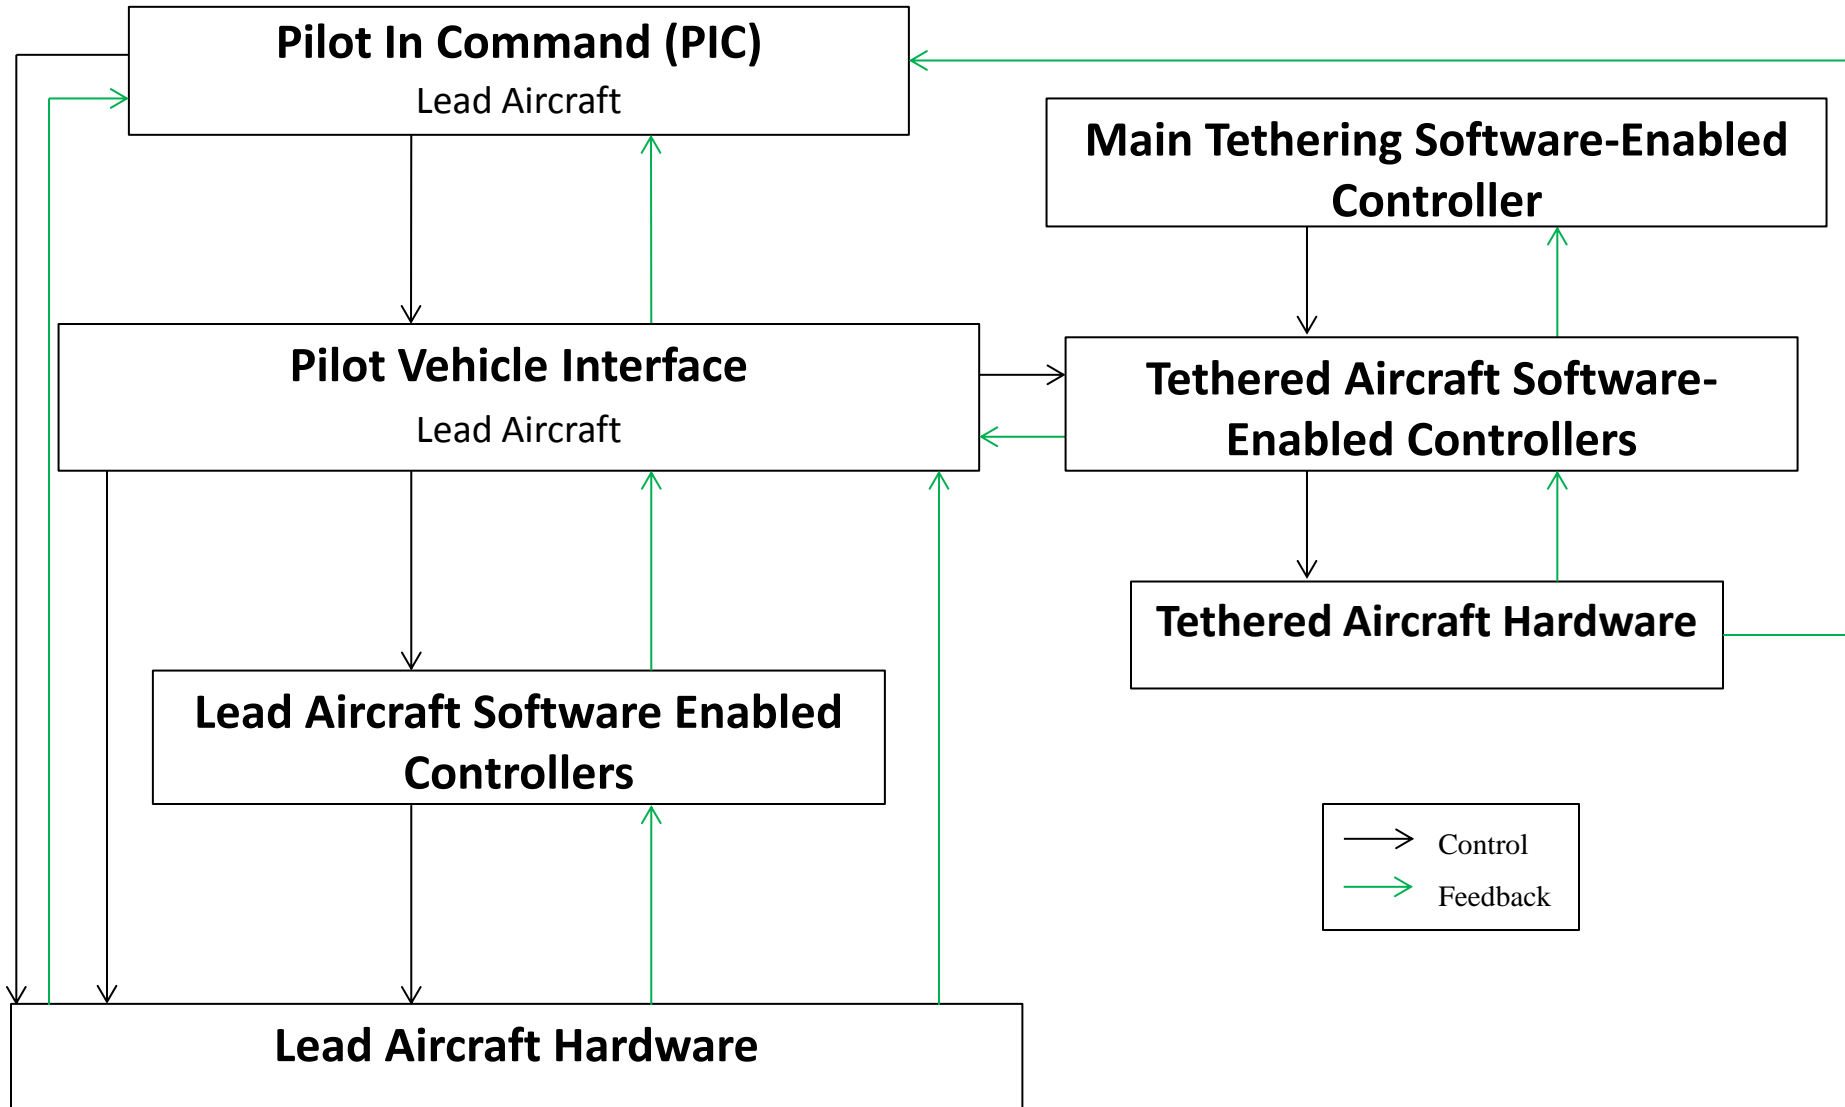 Pilot In Command (PIC)
Lead Aircraft
Main Tethering Software-Enabled
Controller
Pilot Vehicle Interface
Lead Aircraft
Tethered Aircraft Software-
Enabled Controllers
Tethered Aircraft Hardware
Lead Aircraft Software Enabled
Controllers
Control
Feedback
Lead Aircraft Hardware